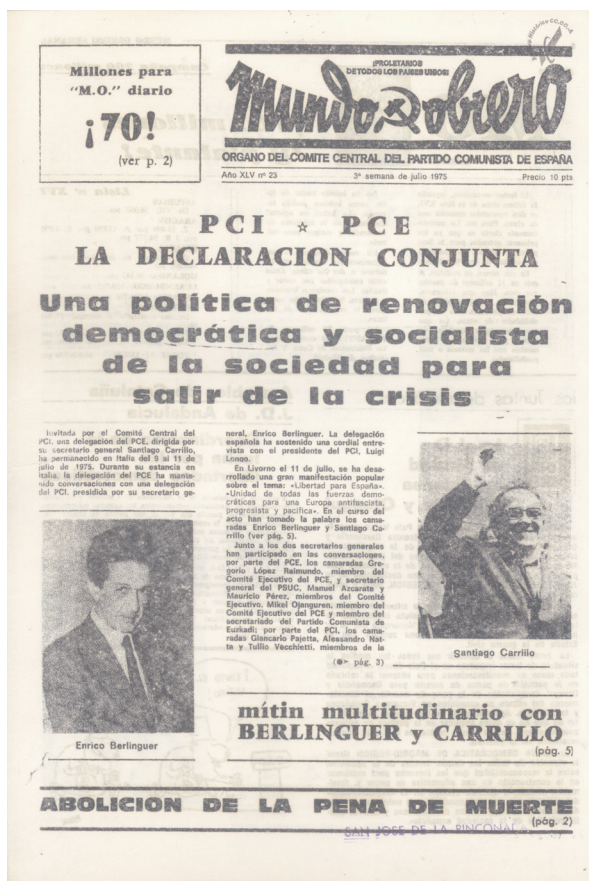 Millones para
"M.O." diario
¡70!
(ver p. 2)
¡PROLETARIOS
DE TODOS LOS PAISES UNIOS!
mundo obrero
ORGANO DEL COMITE CENTRAL DEL PARTIDO COMUNISTA DE ESPAÑA
Año XLV nº 23 3ª semana de julio 1975 Precio 10 pts
PCI ☆ PCE
LA DECLARACION CONJUNTA
Una política de renovación
democrática y socialista
de la sociedad para
salir de la crisis
Invitada por el Comité Central del
PCI, una delegación del PCE, dirigida por
su secretario general Santiago Carrillo,
ha permanecido en Italia del 9 al 11 de
julio de 1975. Durante su estancia en
Italia, la delegación del PCE ha mante-
nido conversaciones con una delegación
del PCI, presidida por su secretario ge-
neral, Enrico Berlinguer. La delegación
española ha sostenido una cordial entre-
vista con el presidente del PCI, Luigi
Longo.
En Livorno el 11 de julio, se ha desa-
rrollado una gran manifestación popular
sobre el tema: «Libertad para España».
«Unidad de todas las fuerzas demo-
cráticas para una Europa antifascista,
progresista y pacífica». En el curso del
acto han tomado la palabra los cama-
radas Enrico Berlinguer y Santiago Ca-
rrillo (ver pág. 5).
Junto a los dos secretarios generales
han participado en las conversaciones,
por parte del PCE, los camaradas Gre-
gorio López Raimundo, miembro del
Comité Ejecutivo del PCE, y secretario
general del PSUC, Manuel Azcarate y
Mauricio Pérez, miembros del Comité
Ejecutivo, Mikel Ojanguren, miembro del
Comité Ejecutivo del PCE y miembro del
secretariado del Partido Comunista de
Euzkadi; por parte del PCI, los cama-
radas Giancarlo Pajetta, Alessandro Nat-
ta y Tullio Vecchietti, miembros de la
(●► pág. 3)
Enrico Berlinguer
Santiago Carrillo
mítin multitudinario con
BERLINGUER y CARRILLO
(pág. 5)
ABOLICION DE LA PENA DE MUERTE
(pág. 2)
SAN JOSE DE LA RINCONADA